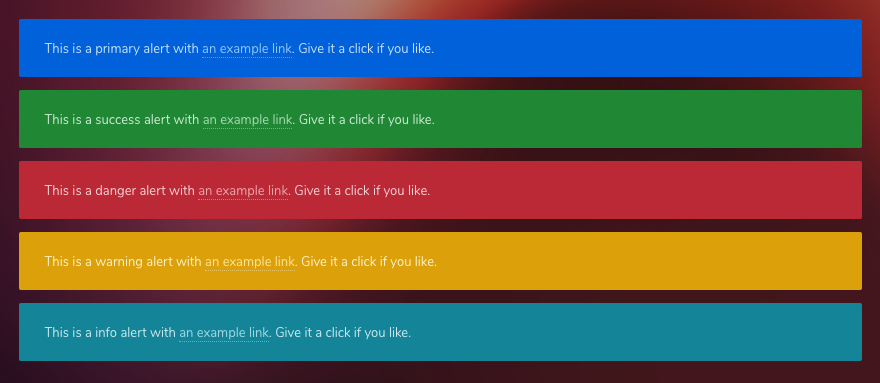 This is a primary alert with an example link. Give it a click if you like.
This is a success alert with an example link. Give it a click if you like.
This is a danger alert with an example link. Give it a click if you like.
This is a warning alert with an example link. Give it a click if you like.
This is a info alert with an example link. Give it a click if you like.